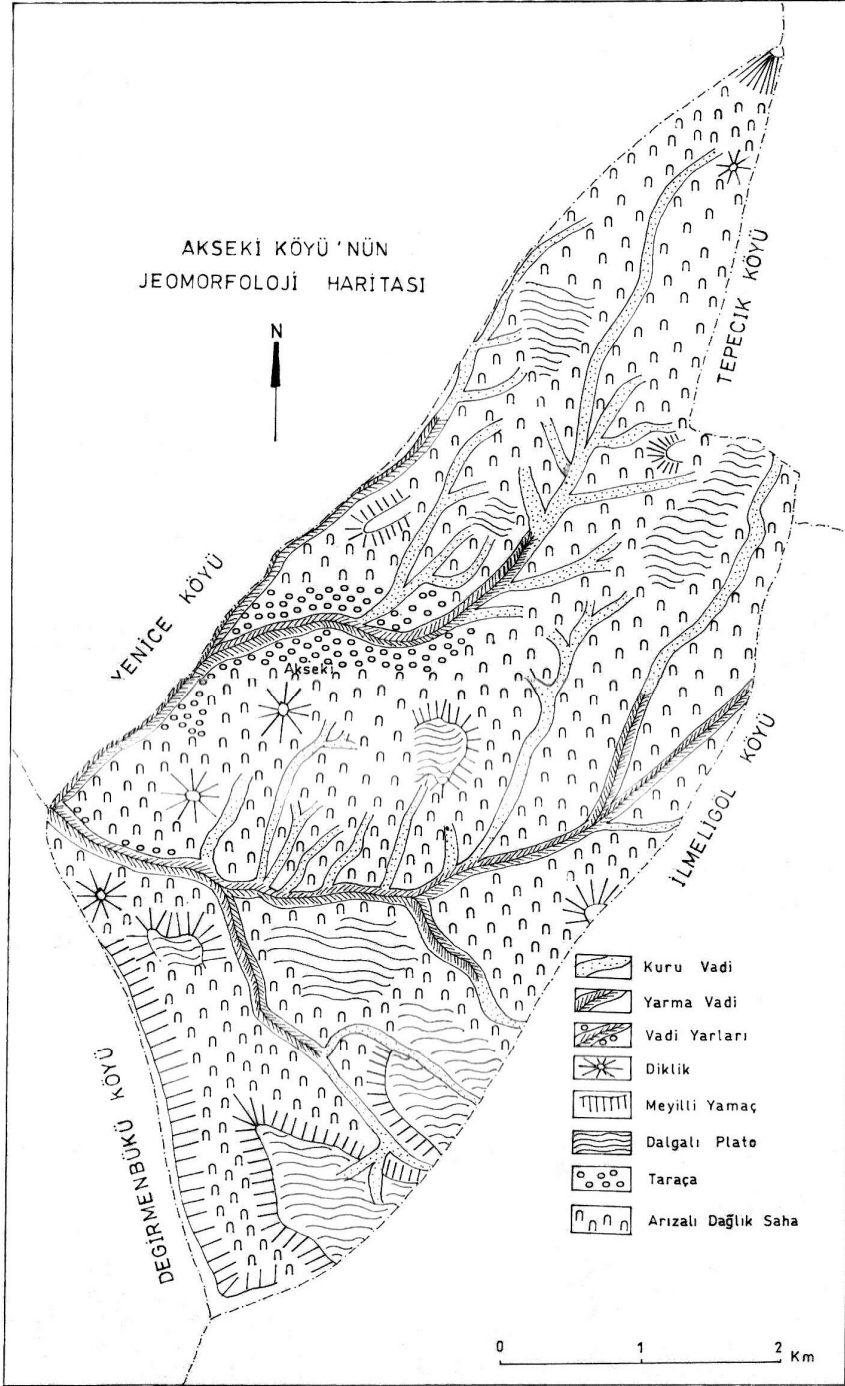 AKSEKİ KÖYÜ'NÜN
JEOMORFOLOJİ HARİTASI
N
TEPECİK KÖYÜ
YENİCE KÖYÜ
Akseki
İLMELİGÖL KÖYÜ
DEĞİRMENBÜKÜ KÖYÜ
Kuru Vadi
Yarma Vadi
Vadi Yarları
Diklik
Meyilli Yamaç
Dalgalı Plato
Taraça
Arızalı Dağlık Saha
0 1 2 Km